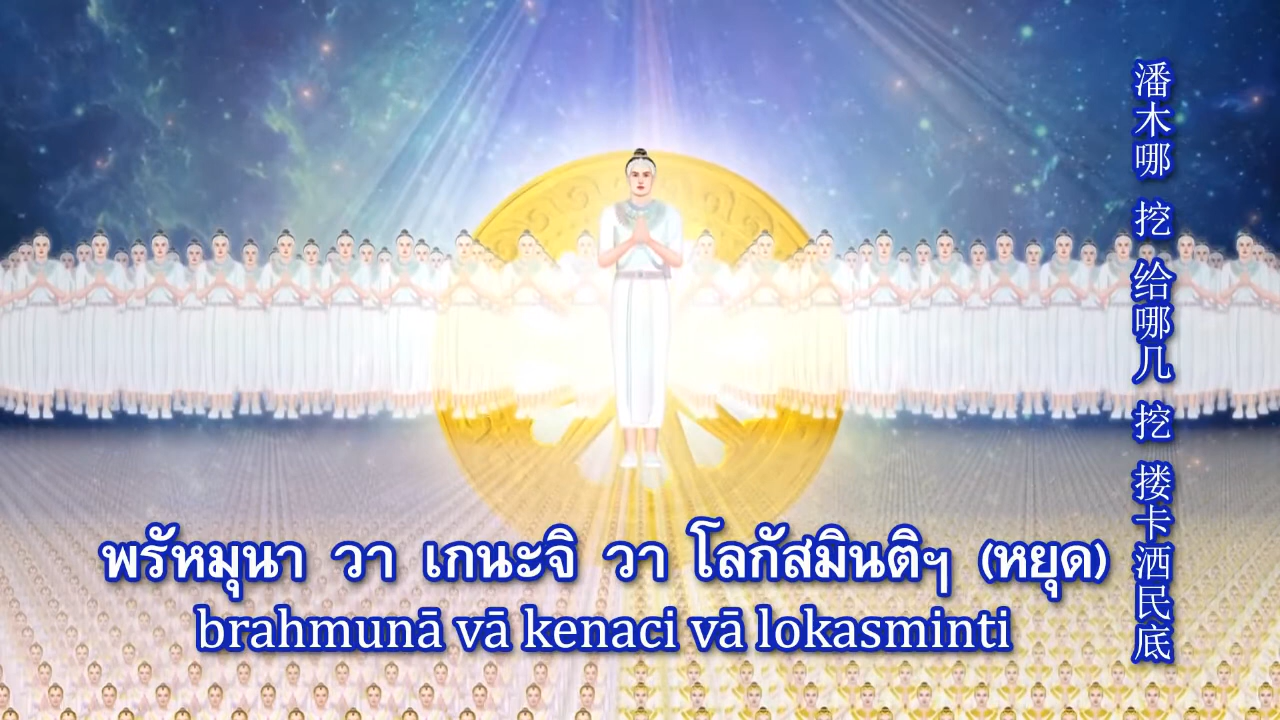 潘木哪 挖 给哪几 挖 搂卡洒民底
พรัหมุนา วา เกนะจิ วา โลกัสมินติฯ (หยุด)
brahmunā vā kenaci vā lokasminti